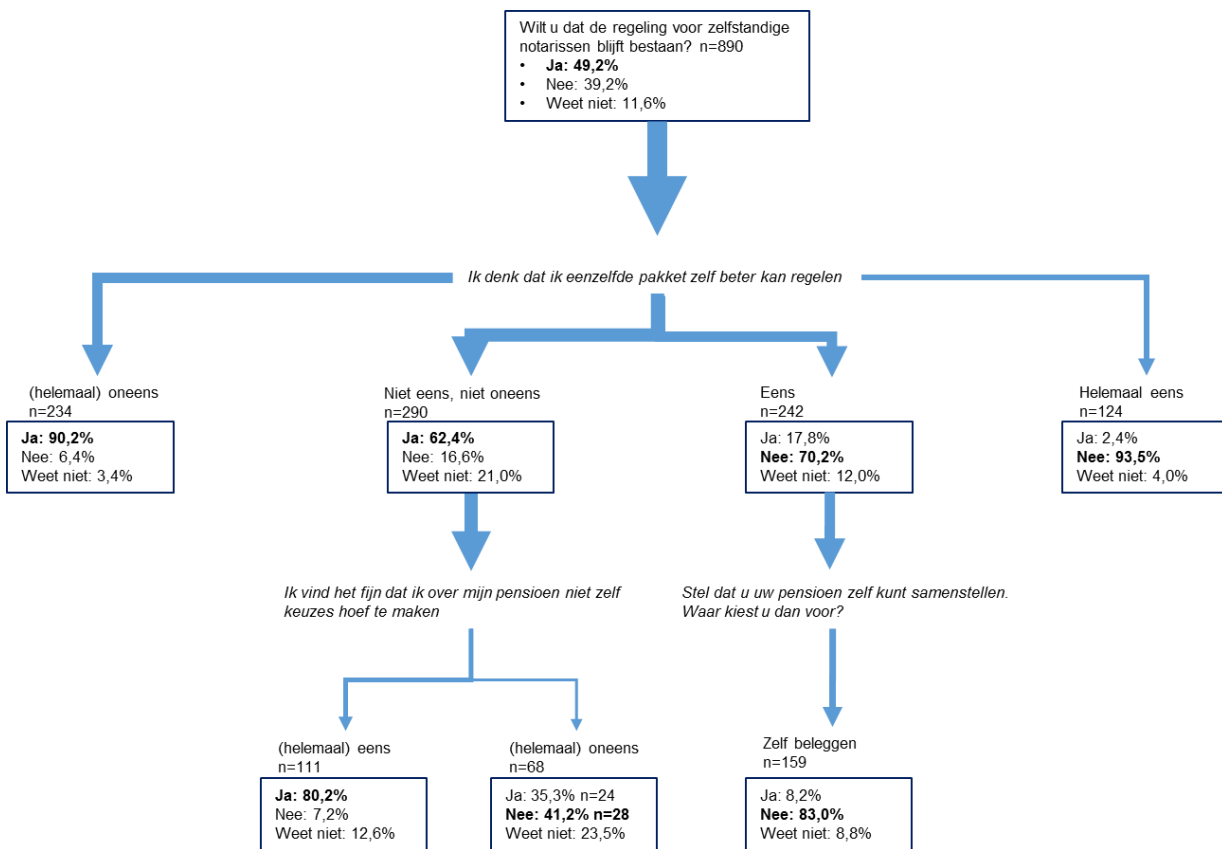 Wilt u dat de regeling voor zelfstandige
notarissen blijft bestaan? n=890
• Ja: 49,2%
• Nee: 39,2%
• Weet niet: 11,6%
Ik denk dat ik eenzelfde pakket zelf beter kan regelen
(helemaal) oneens
n=234
Ja: 90,2%
Nee: 6,4%
Weet niet: 3,4%
Niet eens, niet oneens
n=290
Ja: 62,4%
Nee: 16,6%
Weet niet: 21,0%
Eens
n=242
Ja: 17,8%
Nee: 70,2%
Weet niet: 12,0%
Helemaal eens
n=124
Ja: 2,4%
Nee: 93,5%
Weet niet: 4,0%
Ik vind het fijn dat ik over mijn pensioen niet zelf
keuzes hoef te maken
Stel dat u uw pensioen zelf kunt samenstellen.
Waar kiest u dan voor?
(helemaal) eens
n=111
Ja: 80,2%
Nee: 7,2%
Weet niet: 12,6%
(helemaal) oneens
n=68
Ja: 35,3% n=24
Nee: 41,2% n=28
Weet niet: 23,5%
Zelf beleggen
n=159
Ja: 8,2%
Nee: 83,0%
Weet niet: 8,8%